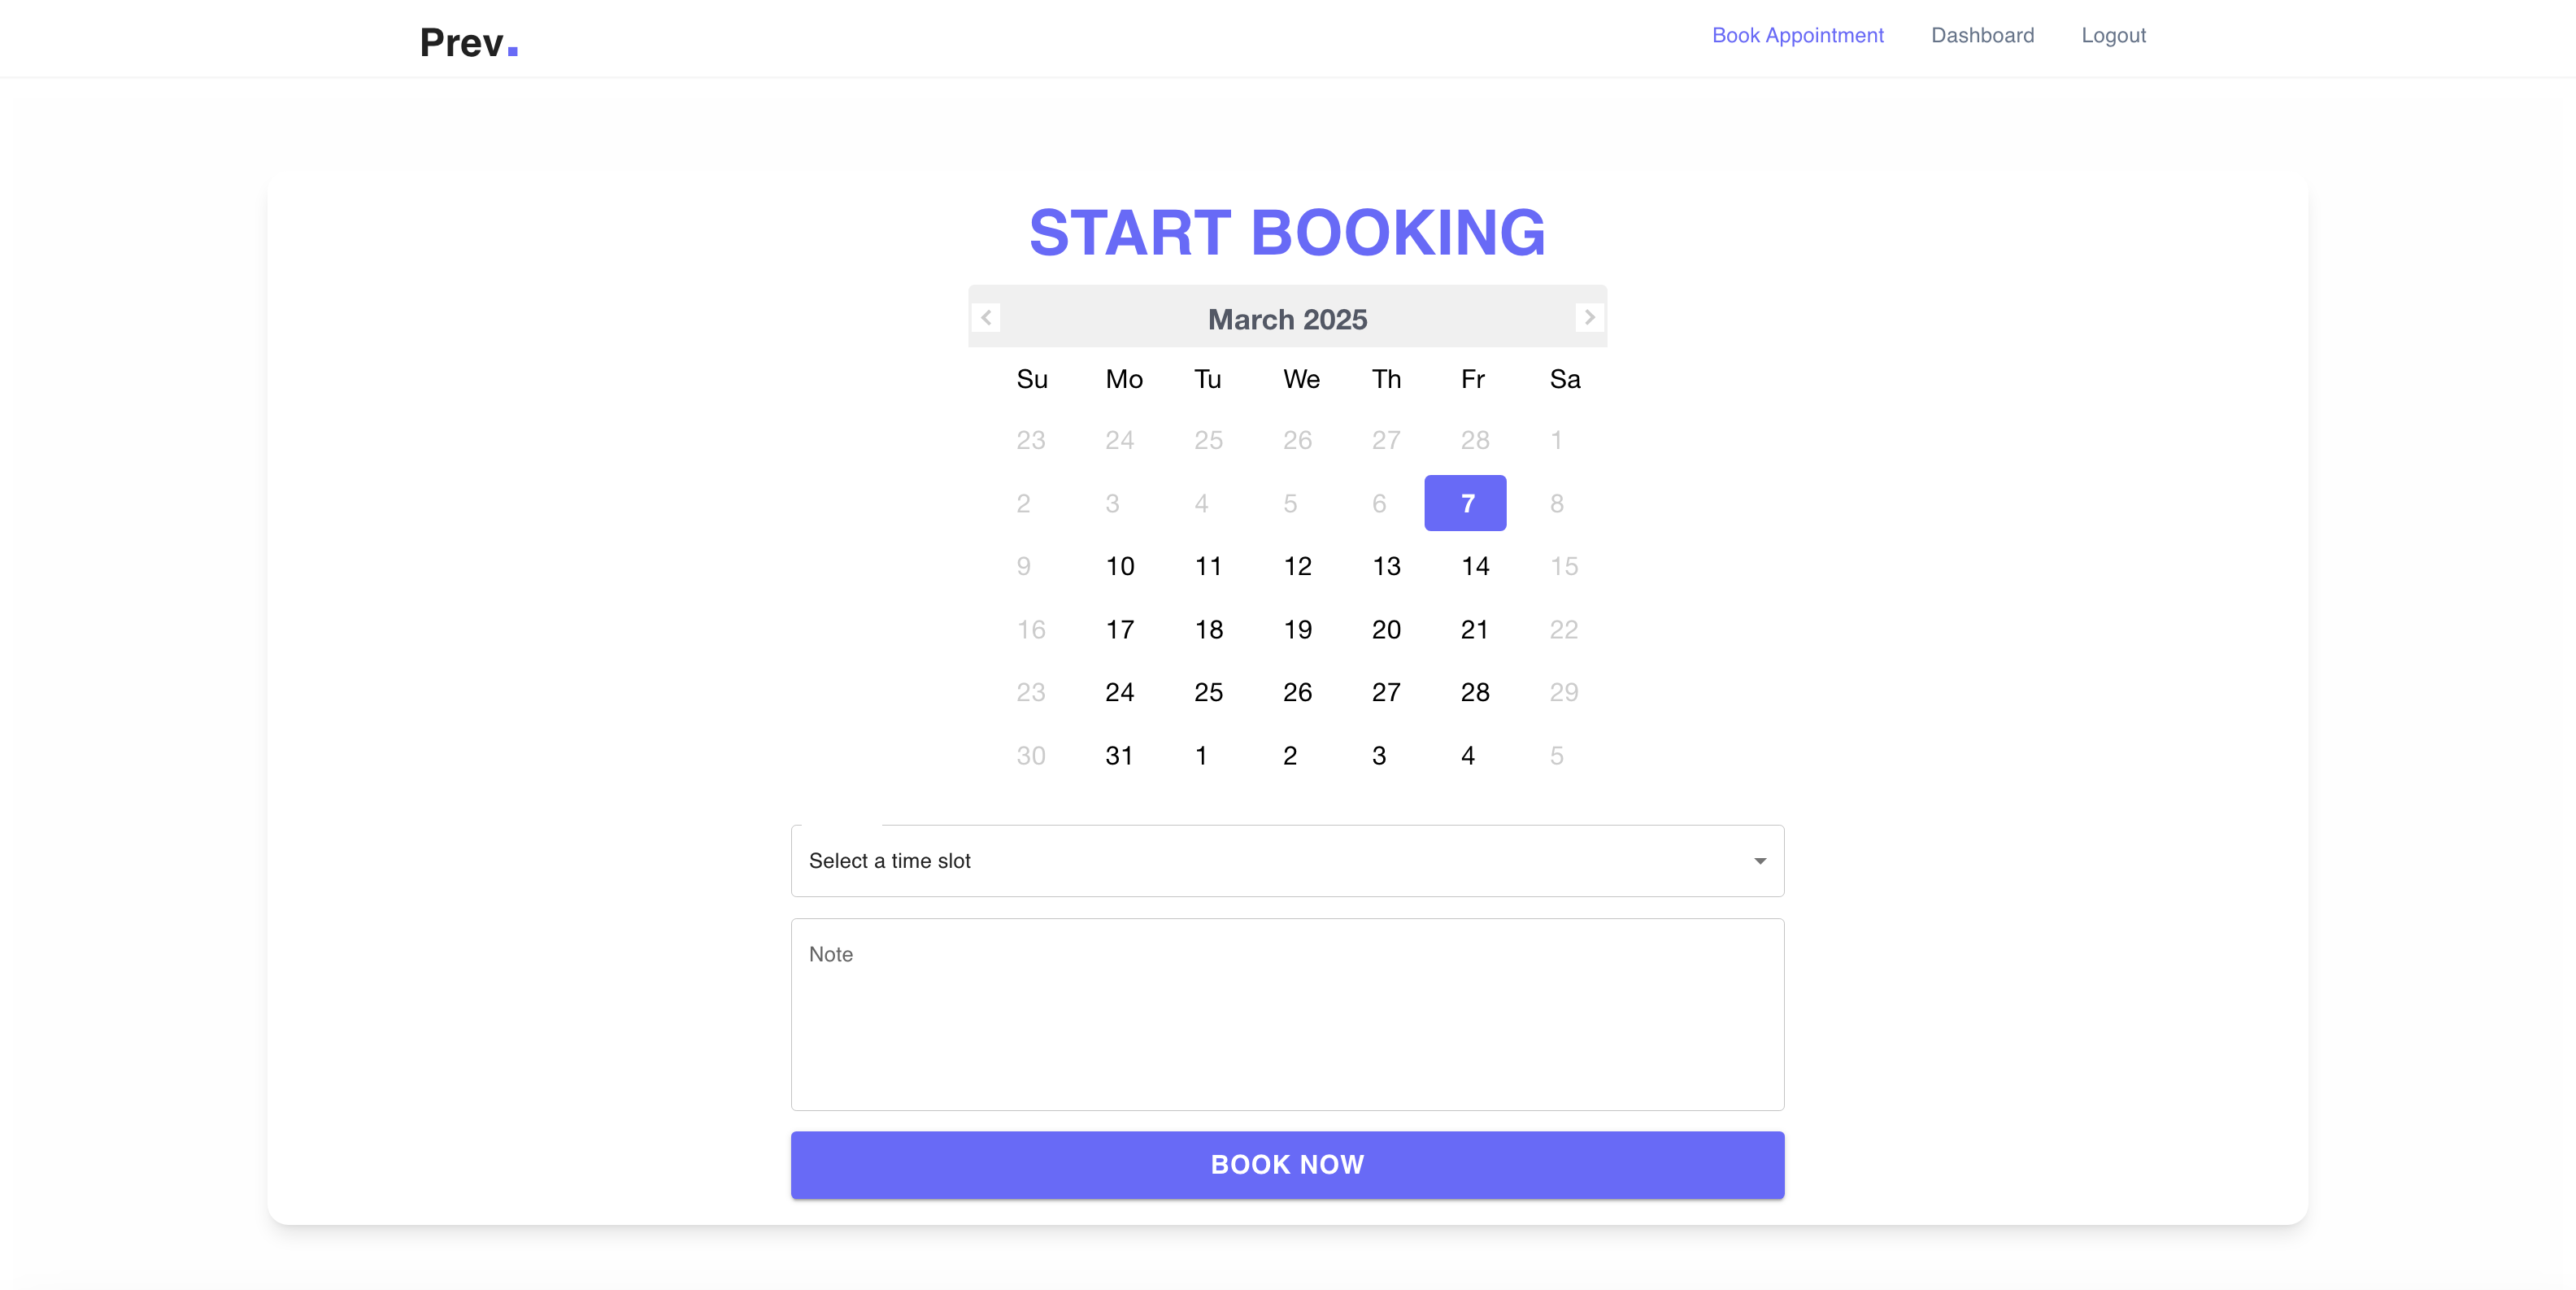 Prev.
Book Appointment Dashboard Logout
START BOOKING
March 2025
Su Mo Tu We Th Fr Sa
23 24 25 26 27 28 1
2 3 4 5 6 7 8
9 10 11 12 13 14 15
16 17 18 19 20 21 22
23 24 25 26 27 28 29
30 31 1 2 3 4 5
Select a time slot
Note
BOOK NOW